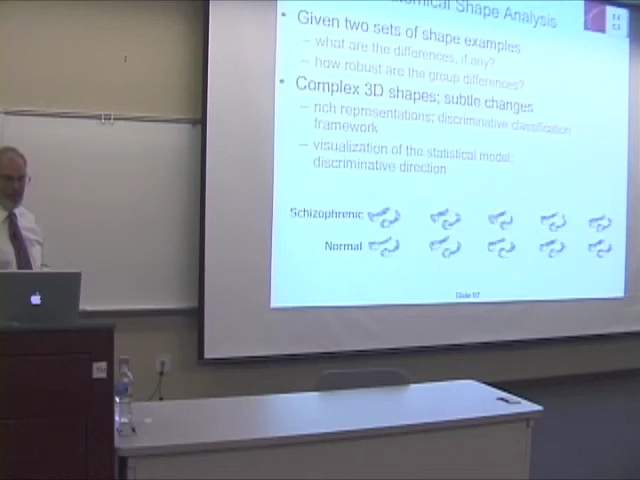 Shape Analysis
• Given two sets of shape examples
– what are the differences, if any?
– how robust are the group differences?
• Complex 3D shapes; subtle changes
– rich representations; discriminative classification
framework
– visualization of the statistical model:
discriminative direction
Schizophrenic
Normal